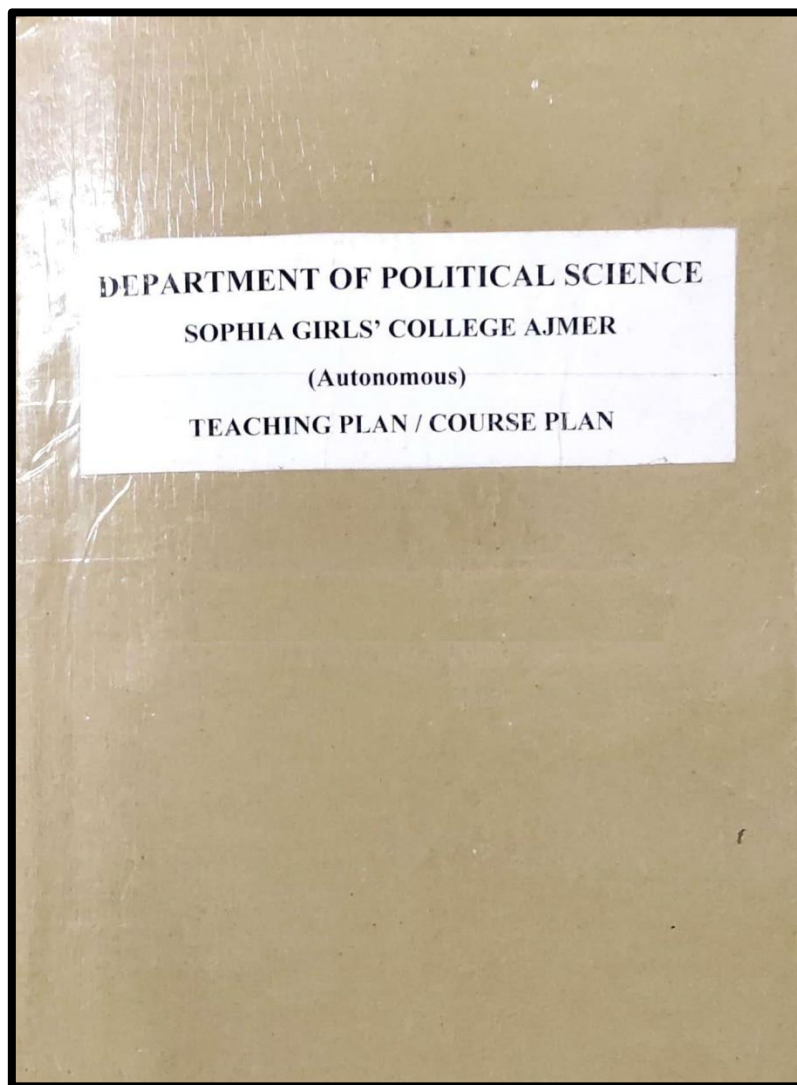 DEPARTMENT OF POLITICAL SCIENCE
SOPHIA GIRLS' COLLEGE AJMER
(Autonomous)
TEACHING PLAN / COURSE PLAN